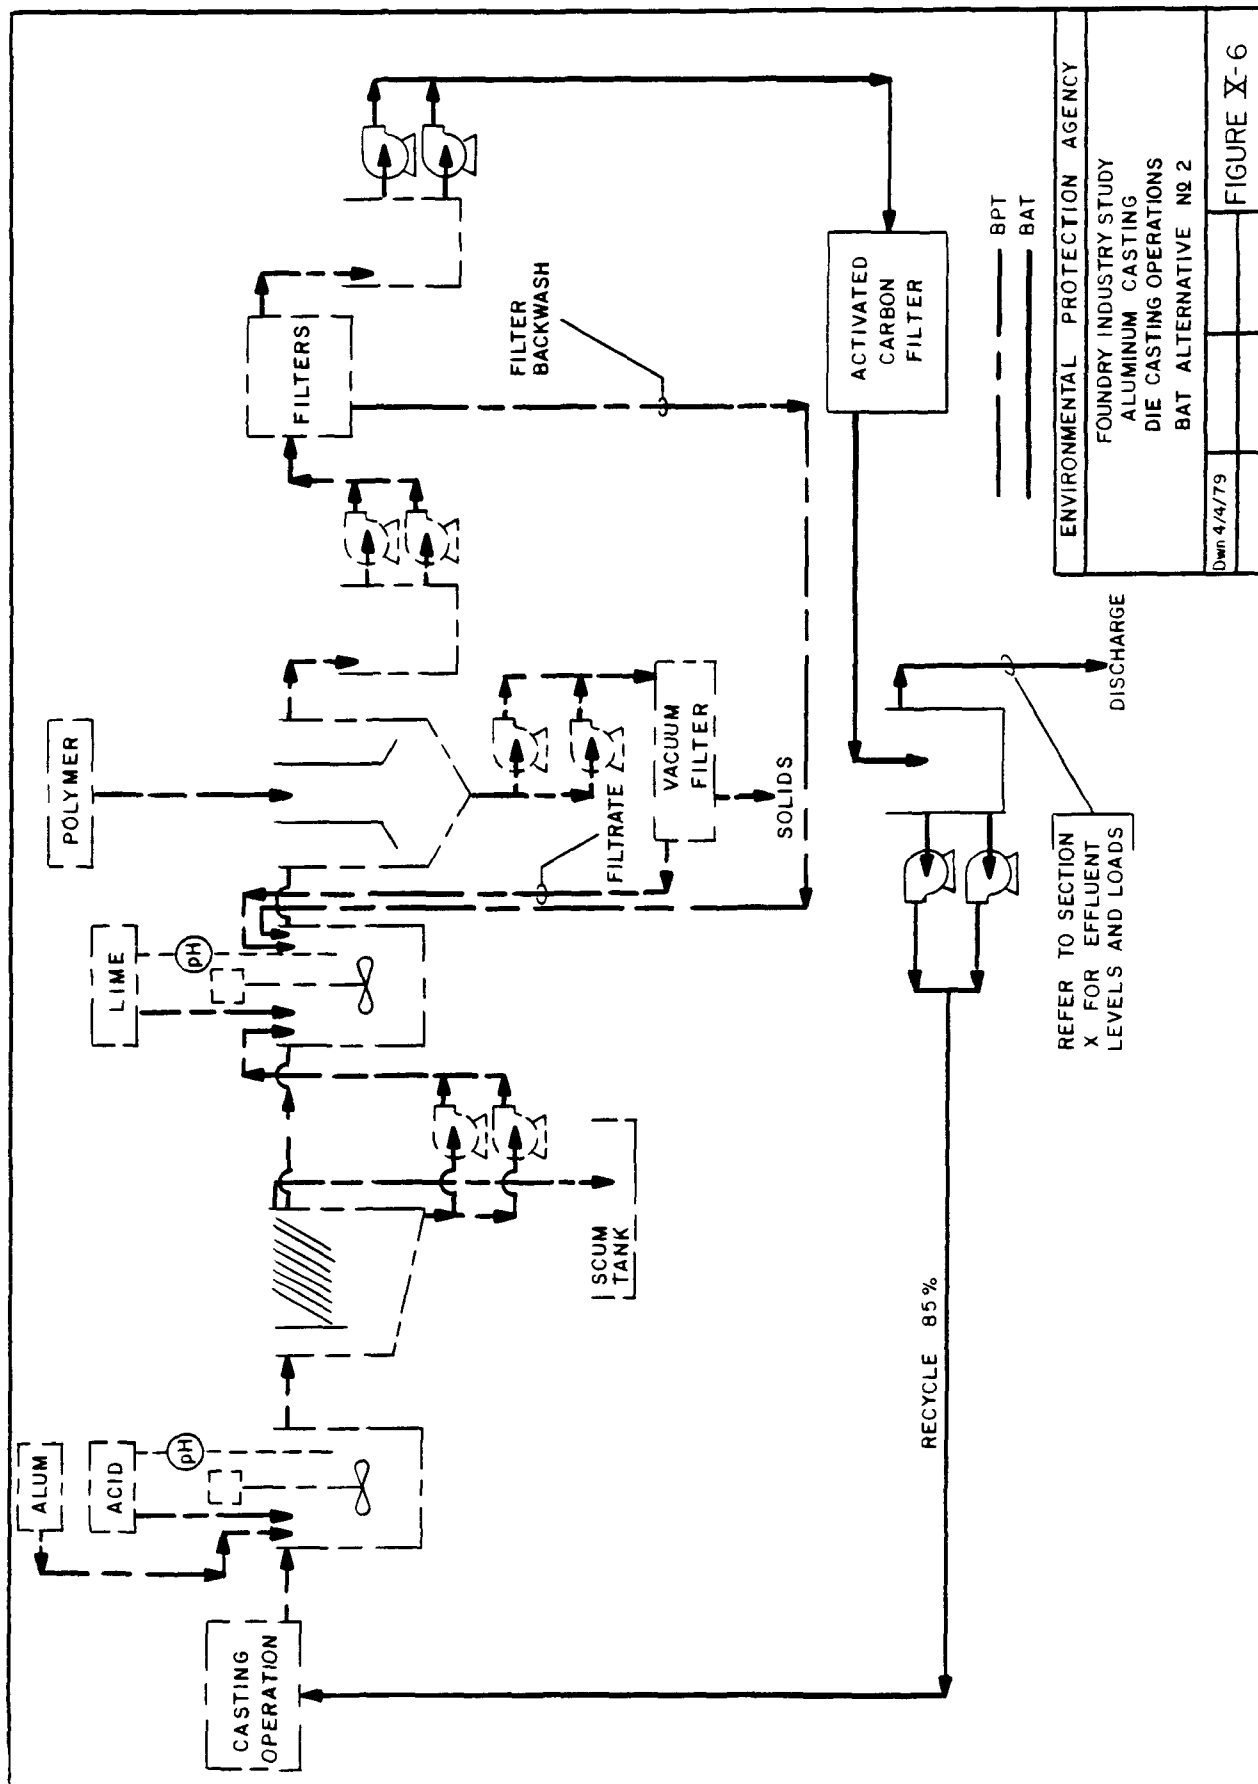 ALUM
ACID
pH
CASTING
OPERATION
SCUM
TANK
LIME
pH
POLYMER
FILTRATE
VACUUM
FILTER
SOLIDS
FILTERS
FILTER
BACKWASH
ACTIVATED
CARBON
FILTER
RECYCLE 85%
DISCHARGE
REFER TO SECTION
X FOR EFFLUENT
LEVELS AND LOADS
BPT
BAT
ENVIRONMENTAL PROTECTION AGENCY
FOUNDRY INDUSTRY STUDY
ALUMINUM CASTING
DIE CASTING OPERATIONS
BAT ALTERNATIVE Nº 2
Dwn 4/4/79
FIGURE X-6